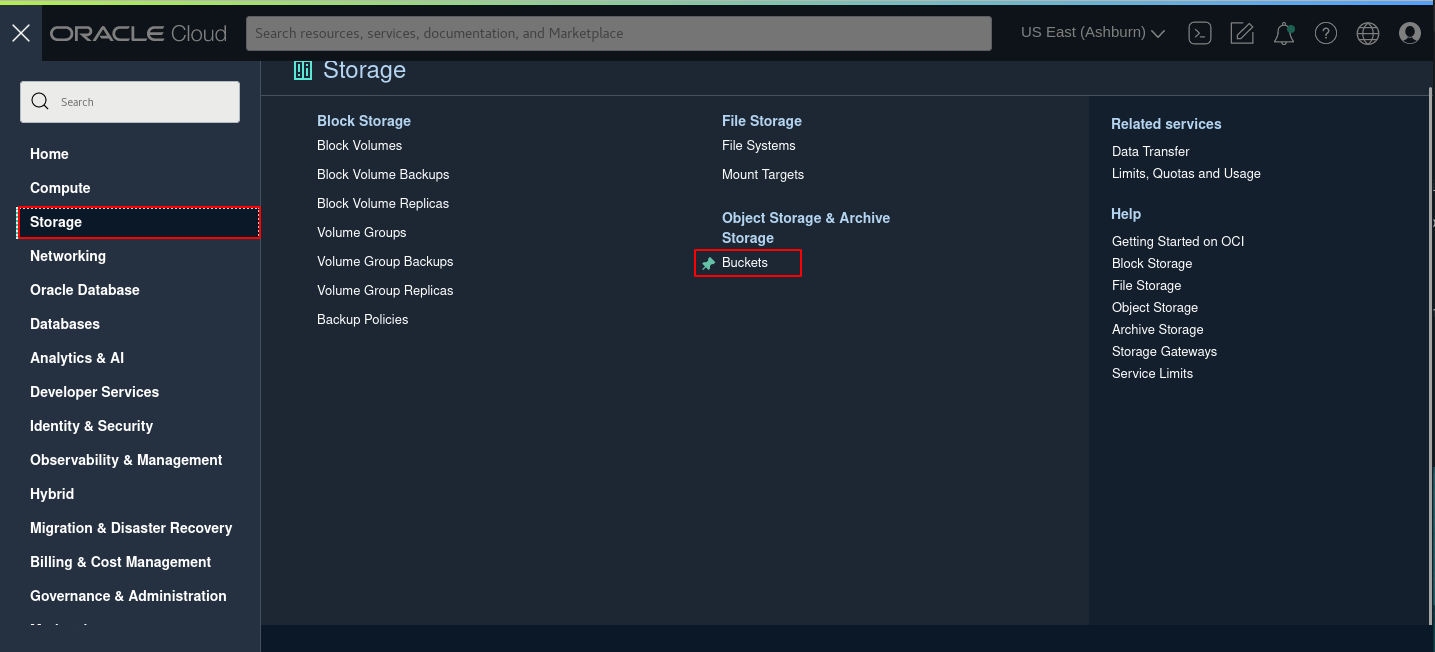 ORACLE Cloud
Search resources, services, documentation, and Marketplace
US East (Ashburn)
Search
Home
Compute
Storage
Networking
Oracle Database
Databases
Analytics & AI
Developer Services
Identity & Security
Observability & Management
Hybrid
Migration & Disaster Recovery
Billing & Cost Management
Governance & Administration
Storage
Block Storage
Block Volumes
Block Volume Backups
Block Volume Replicas
Volume Groups
Volume Group Backups
Volume Group Replicas
Backup Policies
File Storage
File Systems
Mount Targets
Object Storage & Archive
Storage
Buckets
Related services
Data Transfer
Limits, Quotas and Usage
Help
Getting Started on OCI
Block Storage
File Storage
Object Storage
Archive Storage
Storage Gateways
Service Limits